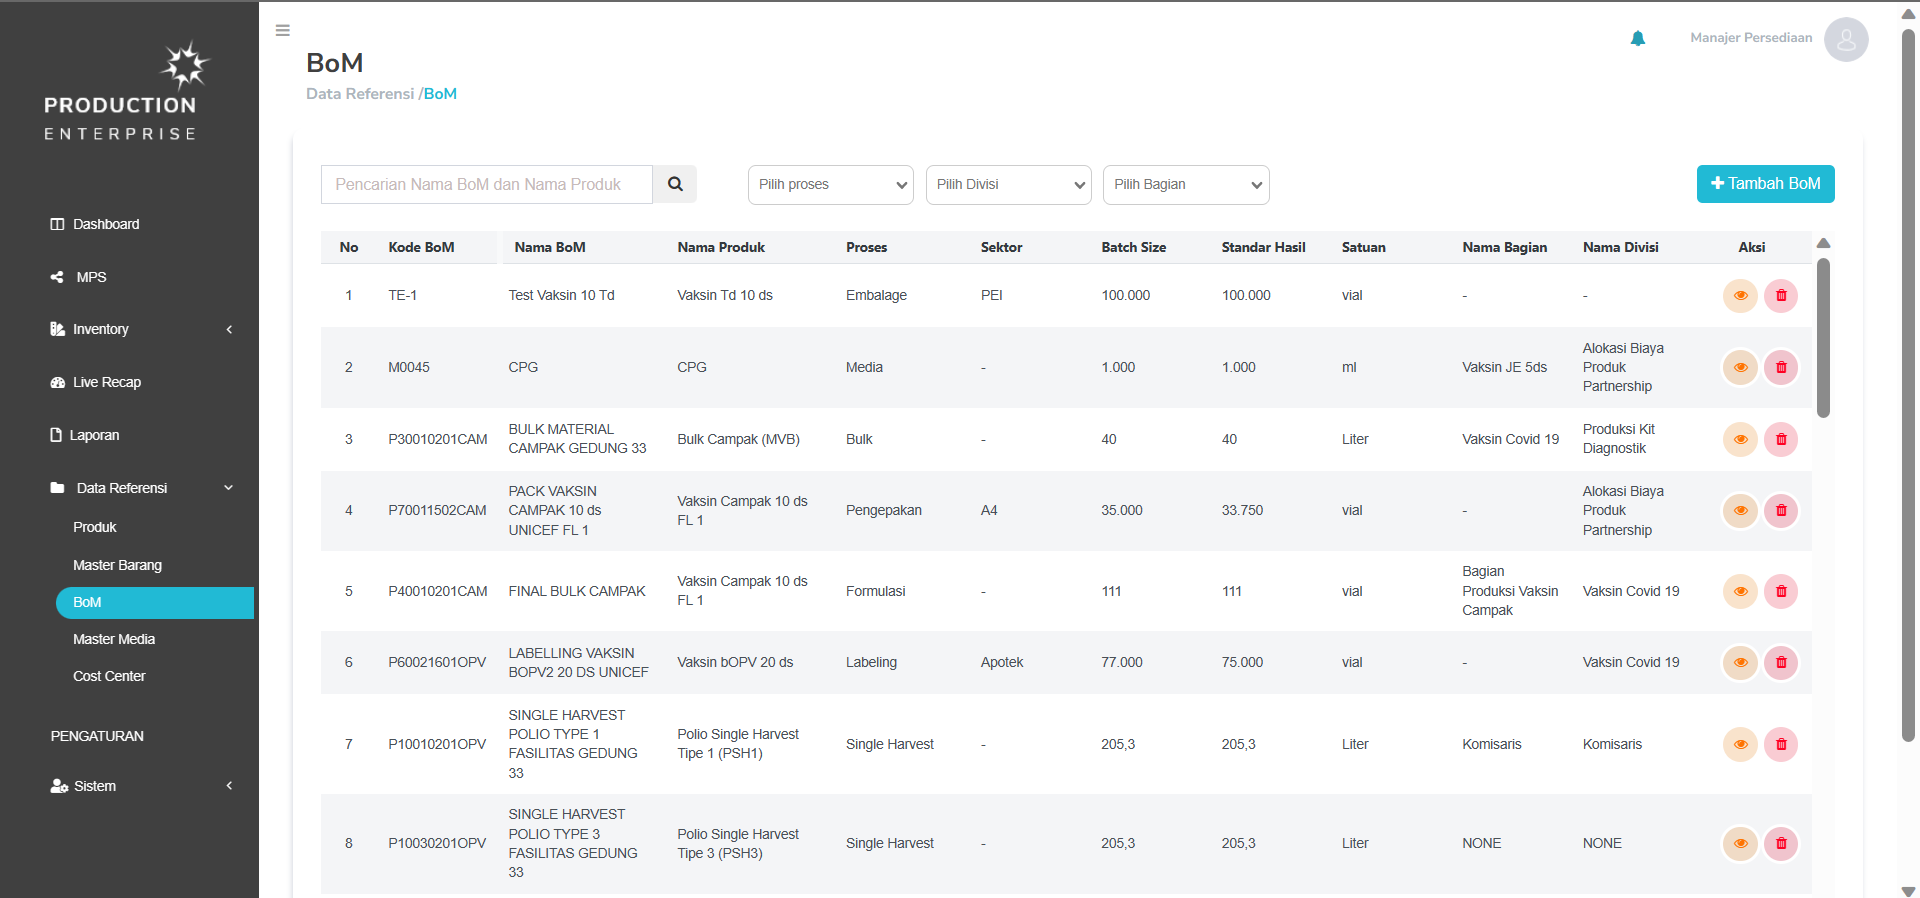 PRODUCTION
ENTERPRISE
Dashboard
MPS
Inventory
Live Recap
Laporan
Data Referensi
Produk
Master Barang
BoM
Master Media
Cost Center
PENGATURAN
Sistem
Manajer Persediaan
BoM
Data Referensi /BoM
Pencarian Nama BoM dan Nama Produk
Pilih proses
Pilih Divisi
Pilih Bagian
Tambah BoM
No Kode BoM Nama BoM Nama Produk Proses Sektor Batch Size Standar Hasil Satuan Nama Bagian Nama Divisi Aksi
1 TE-1 Test Vaksin 10 Td Vaksin Td 10 ds Embalage PEI 100.000 100.000 vial - -
2 M0045 CPG CPG Media - 1.000 1.000 ml Vaksin JE 5ds Alokasi Biaya
Produk
Partnership
3 P30010201CAM BULK MATERIAL
CAMPAK GEDUNG 33 Bulk Campak (MVB) Bulk - 40 40 Liter Vaksin Covid 19 Produksi Kit
Diagnostik
4 P70011502CAM PACK VAKSIN
CAMPAK 10 ds
UNICEF FL 1 Vaksin Campak 10 ds
FL 1 Pengepakan A4 35.000 33.750 vial - Alokasi Biaya
Produk
Partnership
5 P40010201CAM FINAL BULK CAMPAK Vaksin Campak 10 ds
FL 1 Formulasi - 111 111 vial Bagian
Produksi Vaksin
Campak Vaksin Covid 19
6 P60021601OPV LABELLING VAKSIN
BOPV2 20 DS UNICEF Vaksin bOPV 20 ds Labeling Apotek 77.000 75.000 vial - Vaksin Covid 19
7 P10010201OPV SINGLE HARVEST
POLIO TYPE 1
FASILITAS GEDUNG
33 Polio Single Harvest
Tipe 1 (PSH1) Single Harvest - 205,3 205,3 Liter Komisaris Komisaris
8 P10030201OPV SINGLE HARVEST
POLIO TYPE 3
FASILITAS GEDUNG
33 Polio Single Harvest
Tipe 3 (PSH3) Single Harvest - 205,3 205,3 Liter NONE NONE